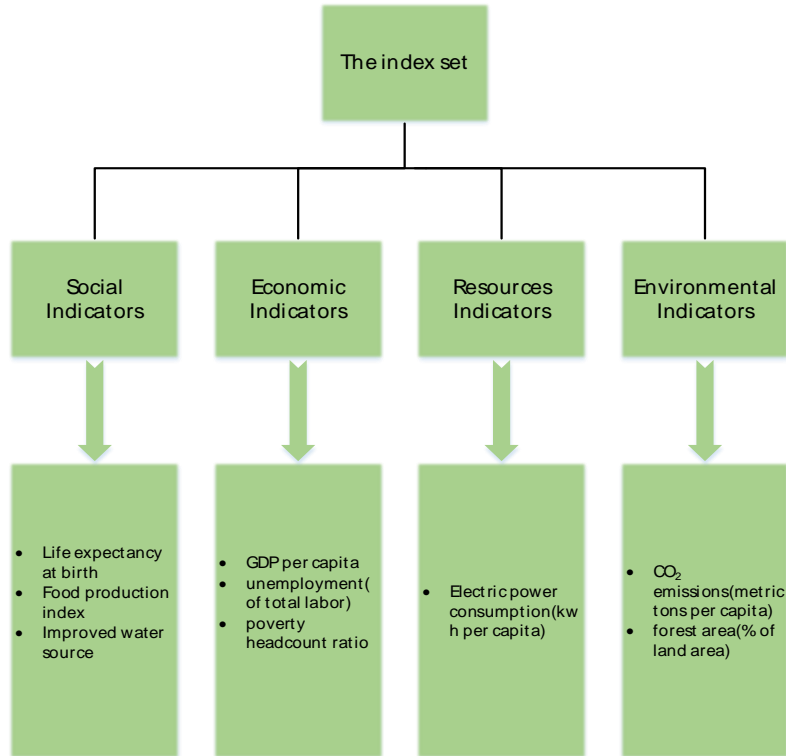 The index set
Social
Indicators
Economic
Indicators
Resources
Indicators
Environmental
Indicators
• Life expectancy
at birth
• Food production
index
• Improved water
source
• GDP per capita
• unemployment(
of total labor)
• poverty
headcount ratio
• Electric power
consumption(kw
h per capita)
• CO₂
emissions(metric
tons per capita)
• forest area(% of
land area)